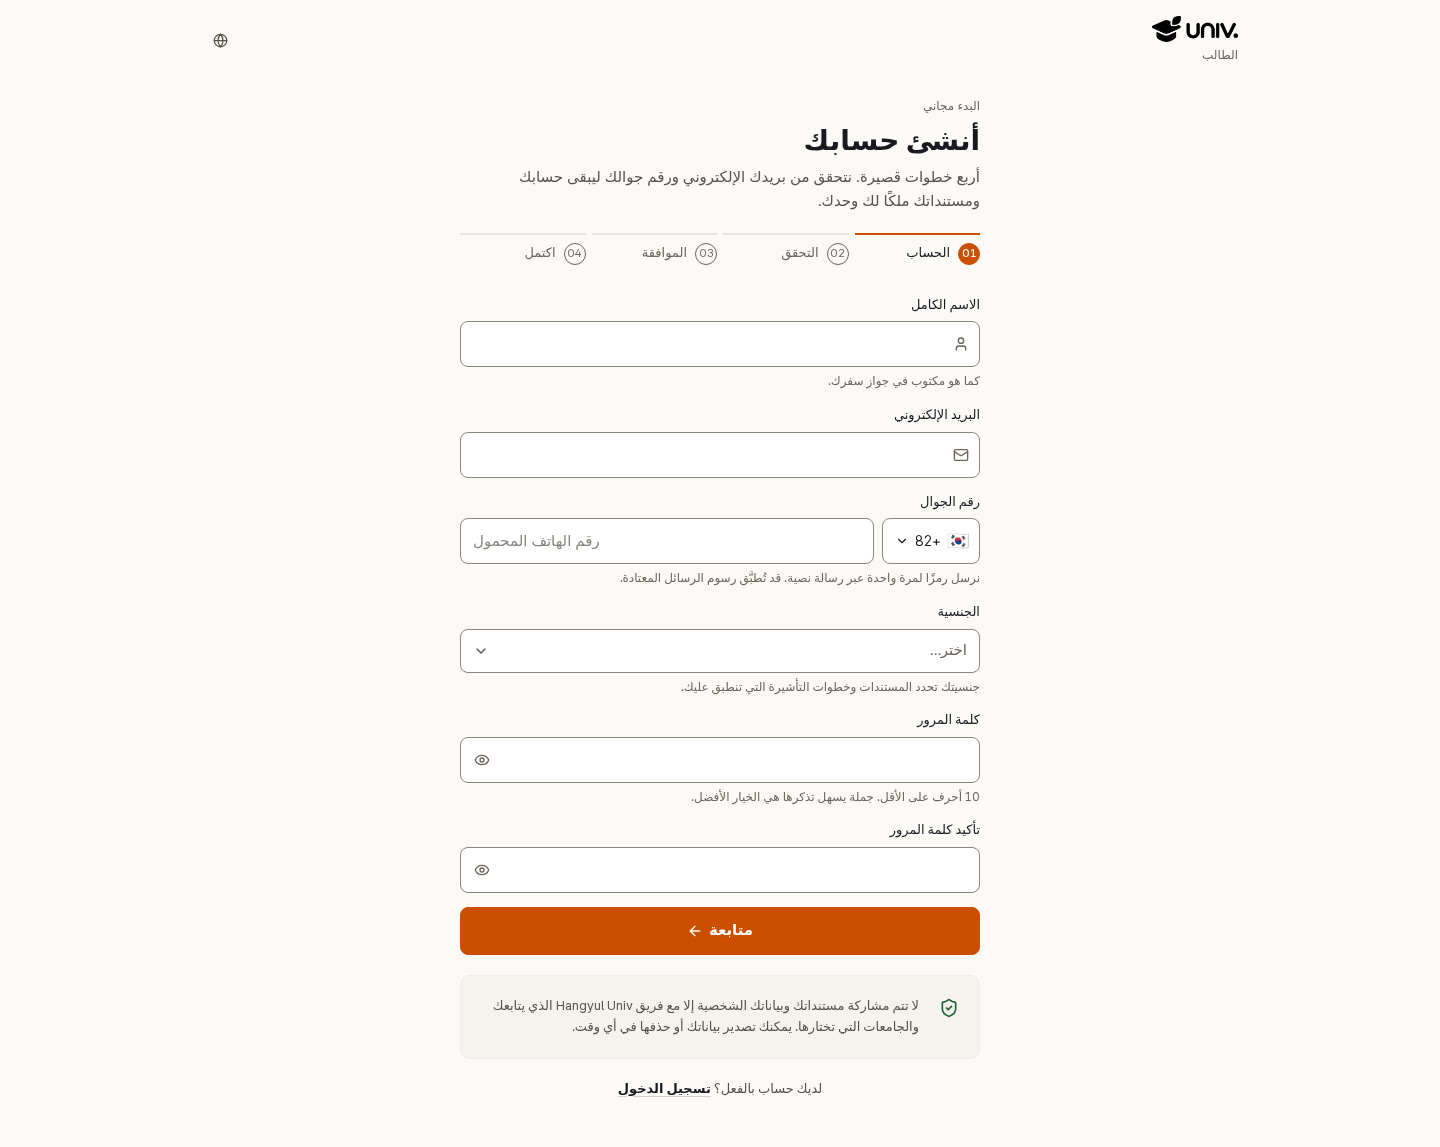 UNIV.
الطالب
البدء مجاني
أنشئ حسابك
أربع خطوات قصيرة. نتحقق من بريدك الإلكتروني ورقم جوالك ليبقى حسابك
ومستنداتك ملكًا لك وحدك.
01 الحساب
02 التحقق
03 الموافقة
04 اكتمل
الاسم الكامل
كما هو مكتوب في جواز سفرك.
البريد الإلكتروني
رقم الجوال
+82
رقم الهاتف المحمول
نرسل رمزًا لمرة واحدة عبر رسالة نصية. قد تُطبَّق رسوم الرسائل المعتادة.
الجنسية
اختر...
جنسيتك تحدد المستندات وخطوات التأشيرة التي تنطبق عليك.
كلمة المرور
10 أحرف على الأقل. جملة يسهل تذكرها هي الخيار الأفضل.
تأكيد كلمة المرور
متابعة
لا تتم مشاركة مستنداتك وبياناتك الشخصية إلا مع فريق Hangyul Univ الذي يتابعك
والجامعات التي تختارها. يمكنك تصدير بياناتك أو حذفها في أي وقت.
لديك حساب بالفعل؟ تسجيل الدخول